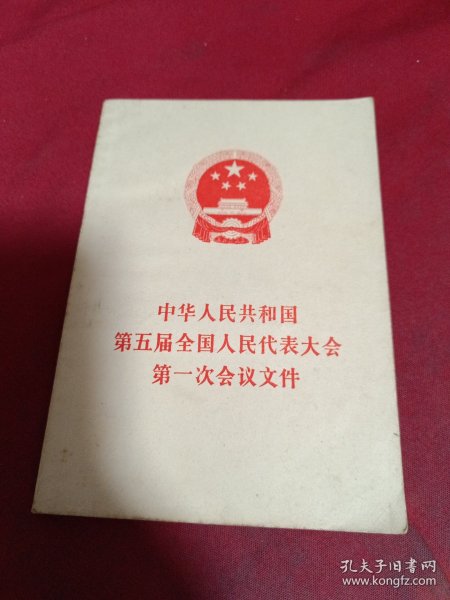 中华人民共和国
第五届全国人民代表大会
第一次会议文件
孔夫子旧书网
www.kongfz.com